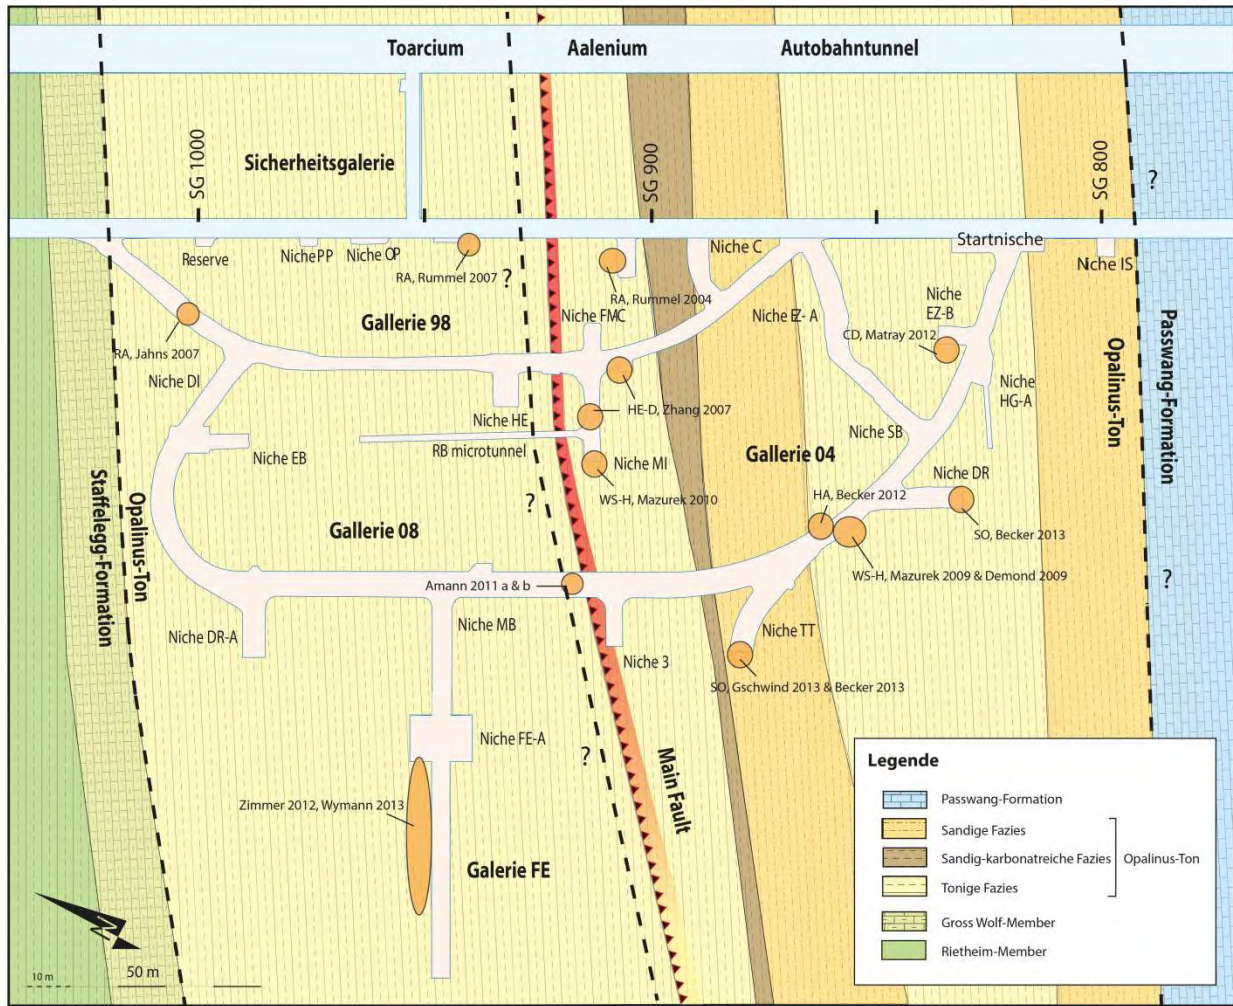 Toarcium
Aalenium
Autobahntunnel
Sicherheitsgalerie
SG 1000
SG 900
SG 800
?
Reserve
Niche PP
Niche OP
RA, Rummel 2007
?
RA, Rummel 2004
Niche C
Startnische
Niche IS
RA, Jahns 2007
Gallerie 98
Niche FMC
Niche EZ- A
Niche
EZ-B
CD, Matray 2012
Niche DI
Niche HE
HE-D, Zhang 2007
Niche
HG-A
Opalinus-Ton
Passwang-Formation
Niche EB
RB microtunnel
Niche MI
WS-H, Mazurek 2010
Gallerie 04
Niche SB
Niche DR
HA, Becker 2012
SO, Becker 2013
Staffelegg-Formation
Opalinus-Ton
Gallerie 08
?
Amann 2011 a & b
WS-H, Mazurek 2009 & Demond 2009
?
Niche DR-A
Niche MB
Niche 3
Niche TT
SO, Gschwind 2013 & Becker 2013
Niche FE-A
?
Main Fault
Zimmer 2012, Wymann 2013
Galerie FE
Legende
Passwang-Formation
Sandige Fazies
Sandig-karbonatreiche Fazies
Opalinus-Ton
Tonige Fazies
Gross Wolf-Member
Rietheim-Member
N
10 m
50 m